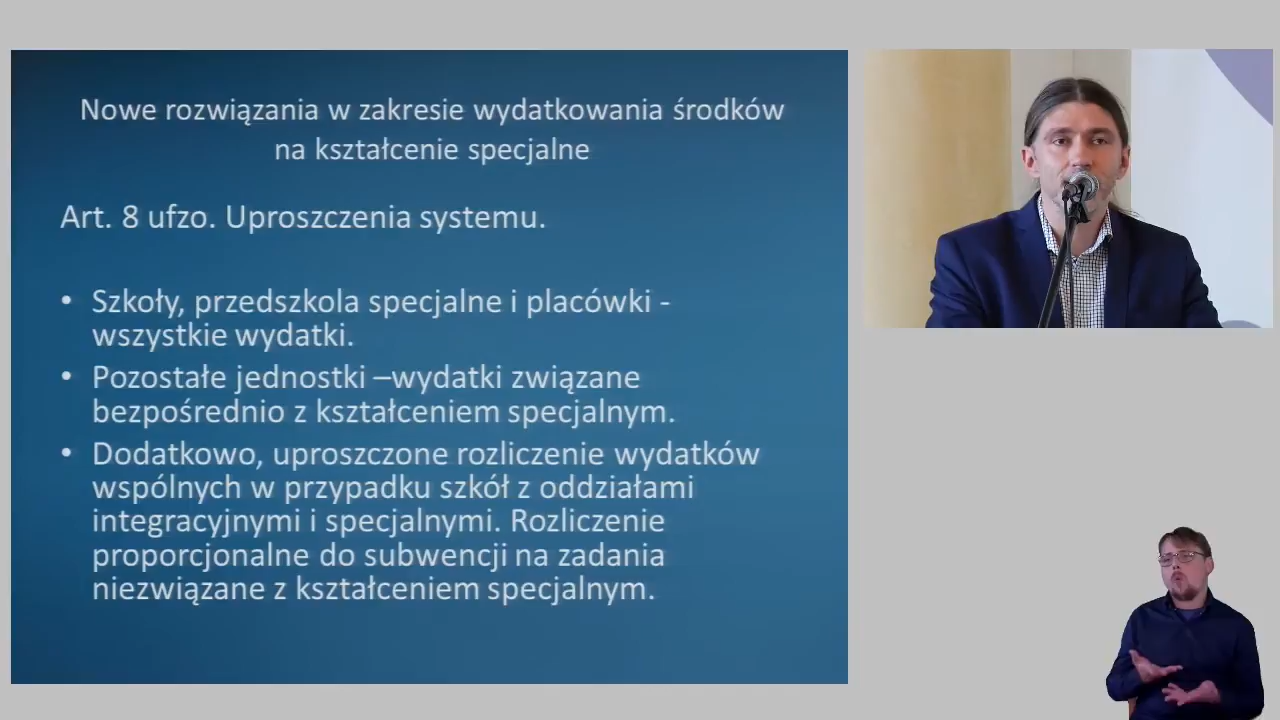 Nowe rozwiązania w zakresie wydatkowania środków
na kształcenie specjalne
Art. 8 ufzo. Uproszczenia systemu.
• Szkoły, przedszkola specjalne i placówki -
wszystkie wydatki.
• Pozostałe jednostki –wydatki związane
bezpośrednio z kształceniem specjalnym.
• Dodatkowo, uproszczone rozliczenie wydatków
wspólnych w przypadku szkół z oddziałami
integracyjnymi i specjalnymi. Rozliczenie
proporcjonalne do subwencji na zadania
niezwiązane z kształceniem specjalnym.